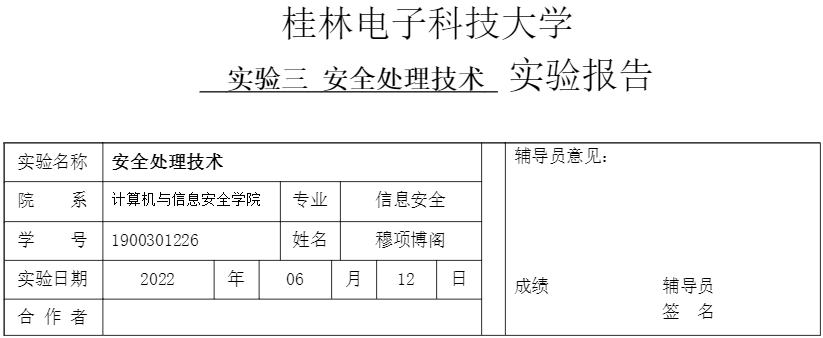 桂林电子科技大学
实验三 安全处理技术 实验报告
实验名称 安全处理技术
院 系 计算机与信息安全学院 专业 信息安全
学 号 1900301226 姓名 穆项博阁
实验日期 2022 年 06 月 12 日
合 作 者
辅导员意见：
成绩 辅导员
签 名